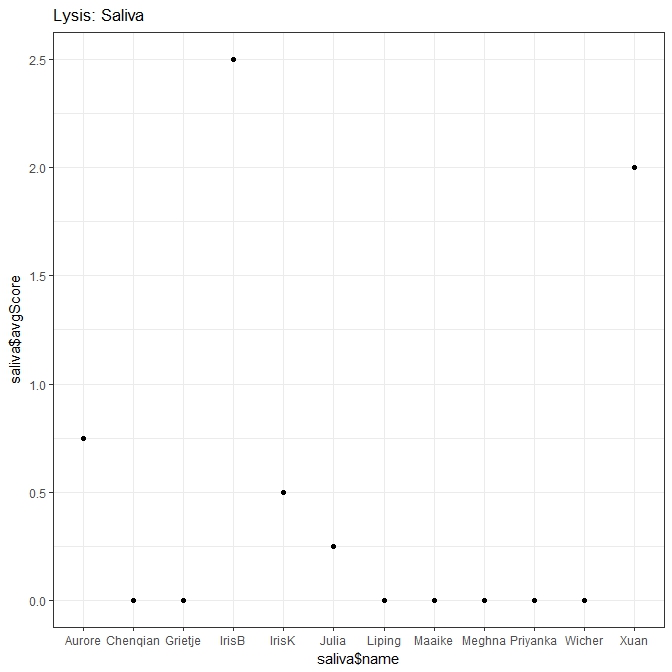 Lysis: Saliva
2.5
2.0
1.5
1.0
0.5
0.0
saliva$avgScore
Aurore Chenqian Grietje IrisB IrisK Julia Liping Maaike Meghna Priyanka Wicher Xuan
saliva$name